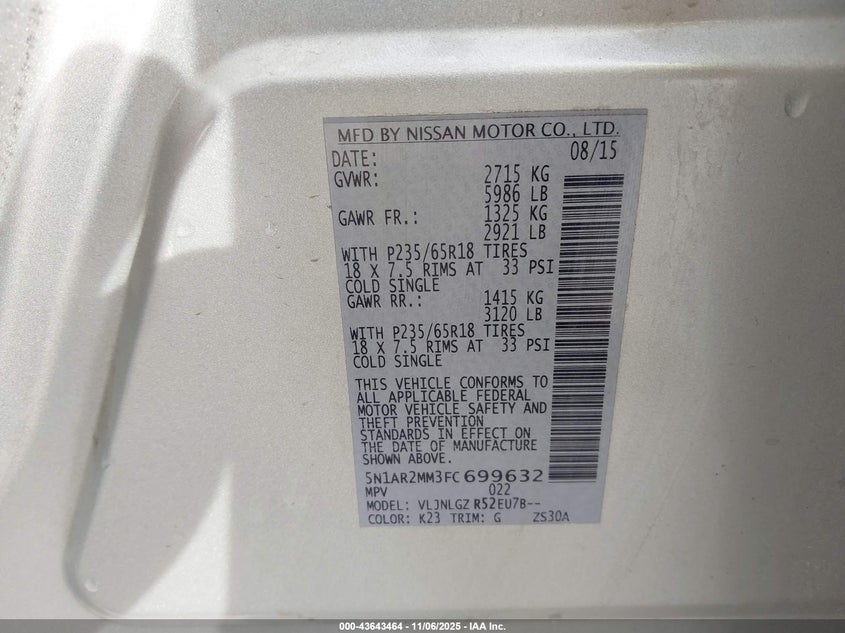 MFD BY NISSAN MOTOR CO., LTD.
DATE: 08/15
GVWR: 2715 KG
5986 LB
GAWR FR.: 1325 KG
2921 LB
WITH P235/65R18 TIRES
18 X 7.5 RIMS AT 33 PSI
COLD SINGLE
GAWR RR.: 1415 KG
3120 LB
WITH P235/65R18 TIRES
18 X 7.5 RIMS AT 33 PSI
COLD SINGLE
THIS VEHICLE CONFORMS TO
ALL APPLICABLE FEDERAL
MOTOR VEHICLE SAFETY AND
THEFT PREVENTION
STANDARDS IN EFFECT ON
THE DATE OF MANUFACTURE
SHOWN ABOVE.
5N1AR2MM3FC699632
MPV 022
MODEL: VLJNLGZ R52EU7B--
COLOR: K23 TRIM: G ZS30A
000-43643464 - 11/06/2025 - IAA Inc.